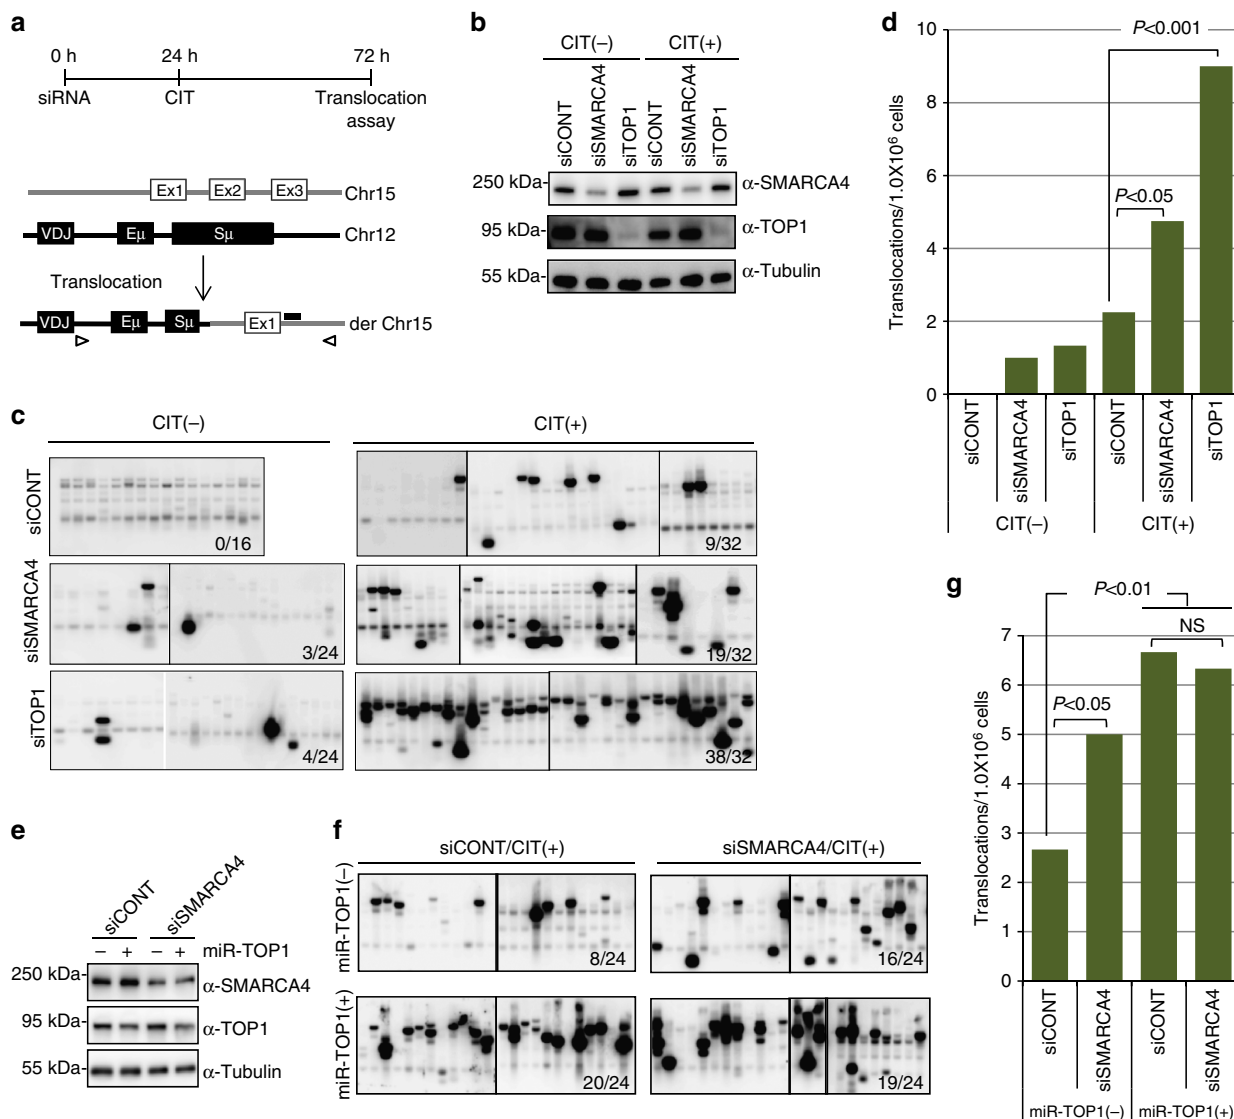 a
0 h 24 h 72 h
siRNA CIT Translocation
assay
Ex1 Ex2 Ex3 Chr15
VDJ Eμ Sμ Chr12
Translocation
VDJ Eμ Sμ Ex1 der Chr15
b
CIT(–) CIT(+)
siCONT siSMARCA4 siTOP1 siCONT siSMARCA4 siTOP1
250 kDa- α-SMARCA4
95 kDa- α-TOP1
55 kDa- α-Tubulin
c
CIT(–) CIT(+)
siCONT
0/16 9/32
siSMARCA4
3/24 19/32
siTOP1
4/24 38/32
d
Translocations/1.0X10⁶ cells
10
8
6
4
2
0
P<0.001
P<0.05
siCONT siSMARCA4 siTOP1 siCONT siSMARCA4 siTOP1
CIT(–) CIT(+)
e
siCONT siSMARCA4
– + – + miR-TOP1
250 kDa- α-SMARCA4
95 kDa- α-TOP1
55 kDa- α-Tubulin
f
siCONT/CIT(+) siSMARCA4/CIT(+)
miR-TOP1(–)
8/24 16/24
miR-TOP1(+)
20/24 19/24
g
Translocations/1.0X10⁶ cells
7
6
5
4
3
2
1
0
P<0.01
NS
P<0.05
siCONT siSMARCA4 siCONT siSMARCA4
miR-TOP1(–) miR-TOP1(+)